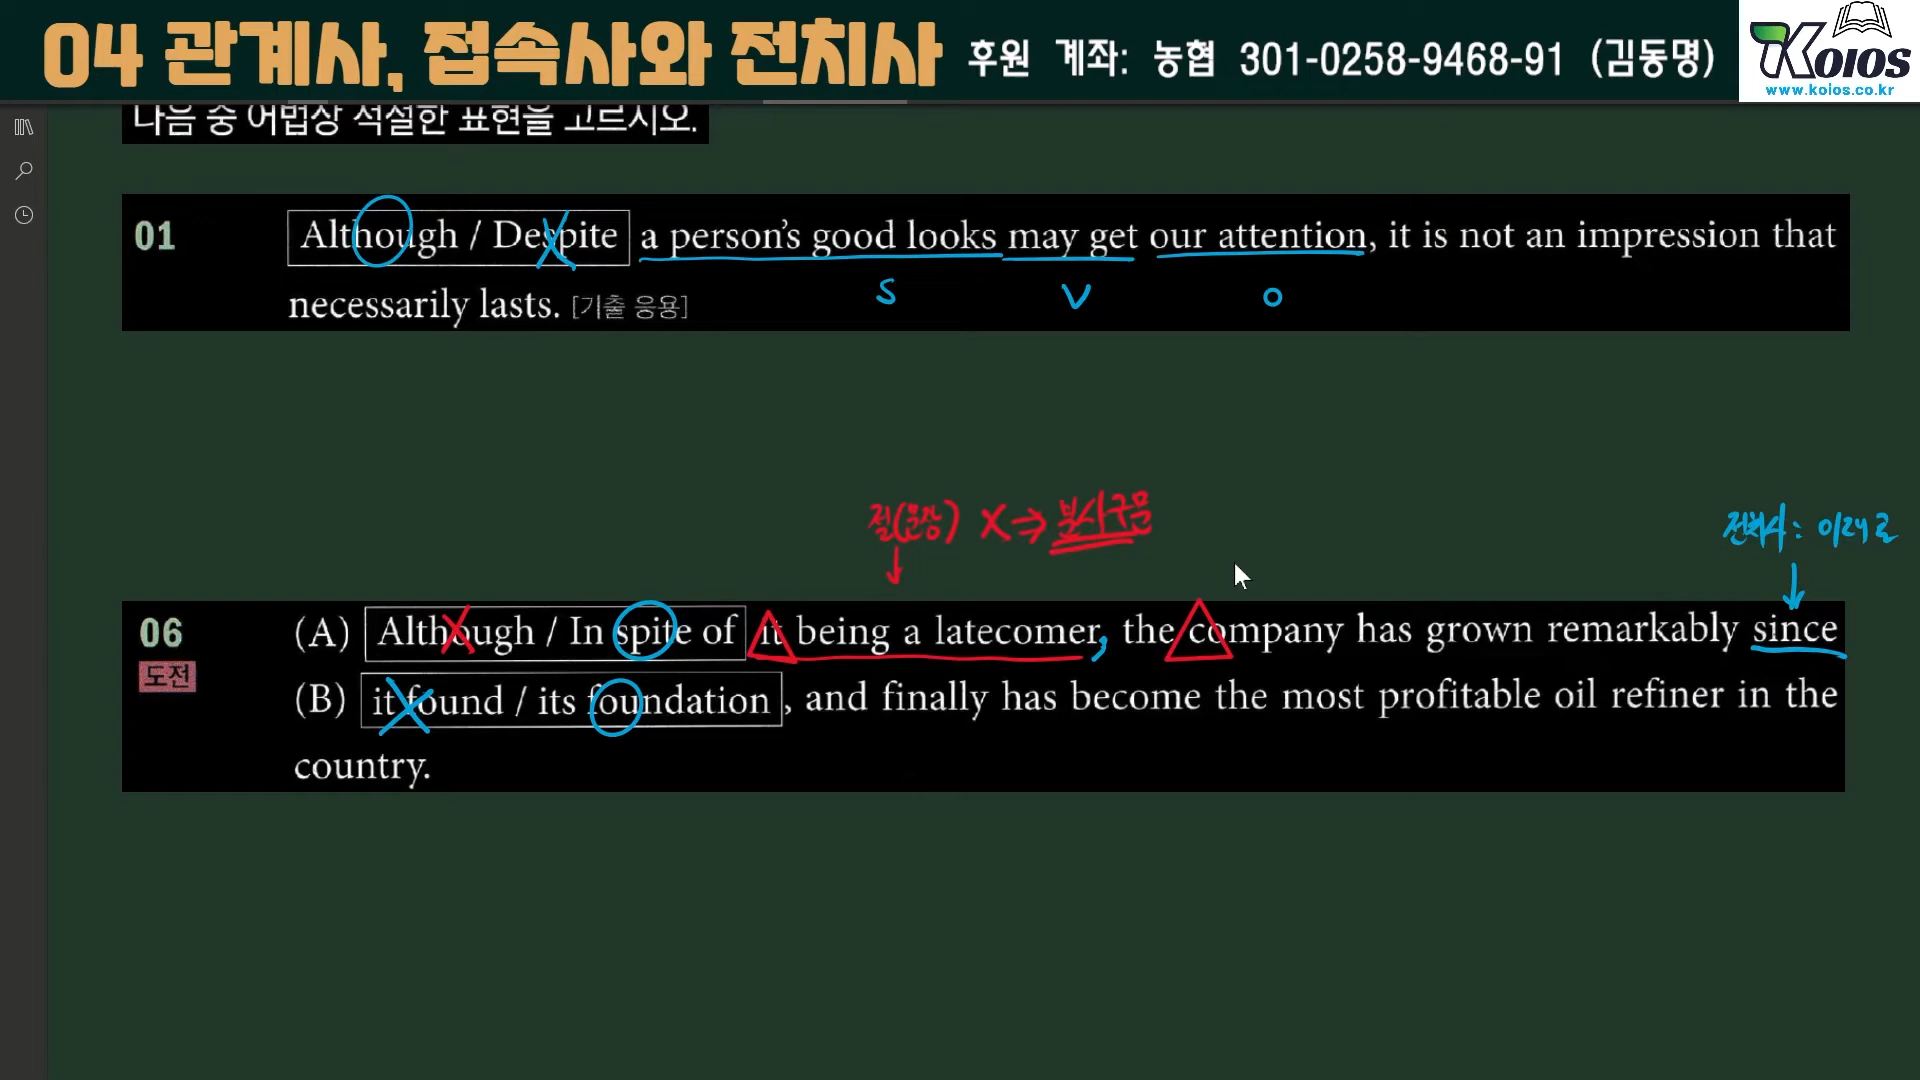 04 관계사, 접속사와 전치사 후원 계좌: 농협 301-0258-9468-91 (김동명)
KOIOS
www.koios.co.kr
다음 중 어법상 적절한 표현을 고르시오.
01 Although / Despite a person's good looks may get our attention, it is not an impression that
necessarily lasts. [기출 응용]
S V O
절(문장) X ⇒ 분사구문
전치사: 이래로
06 (A) Although / In spite of it being a latecomer, the company has grown remarkably since
도전 (B) it found / its foundation, and finally has become the most profitable oil refiner in the
country.